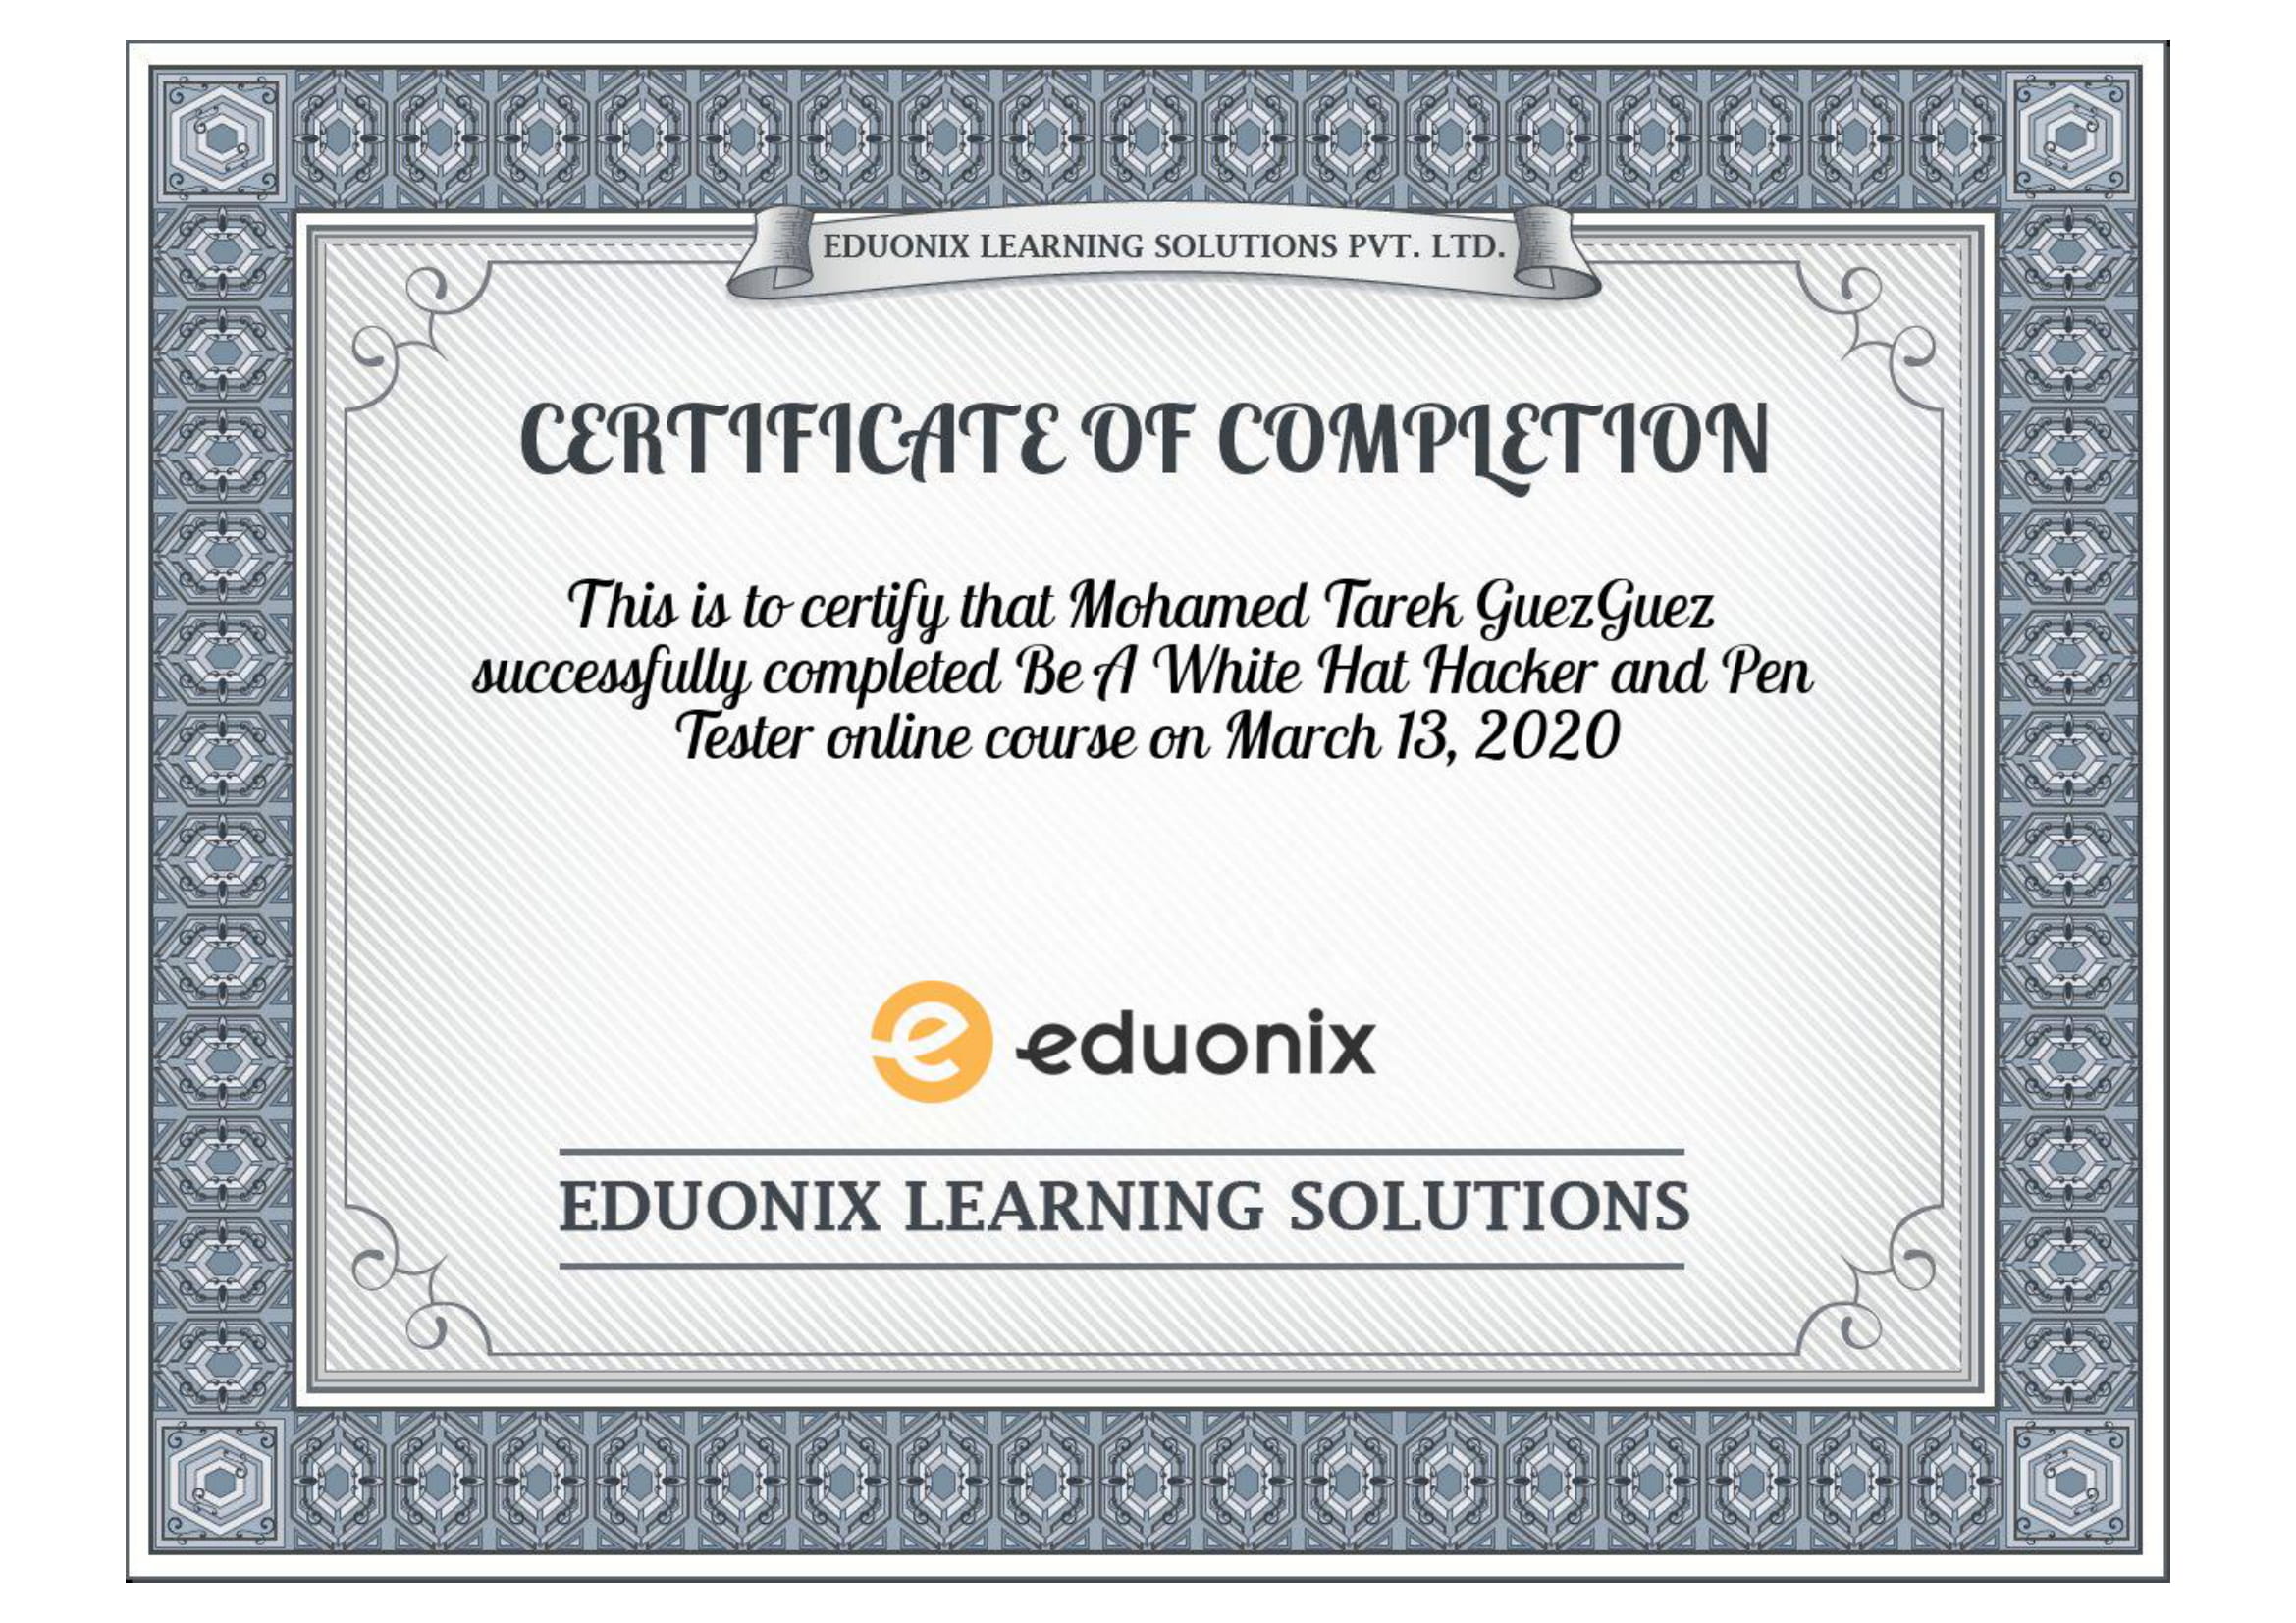 EDUONIX LEARNING SOLUTIONS PVT. LTD.
CERTIFICATE OF COMPLETION
This is to certify that Mohamed Tarek GuezGuez
successfully completed Be A White Hat Hacker and Pen
Tester online course on March 13, 2020
eduonix
EDUONIX LEARNING SOLUTIONS